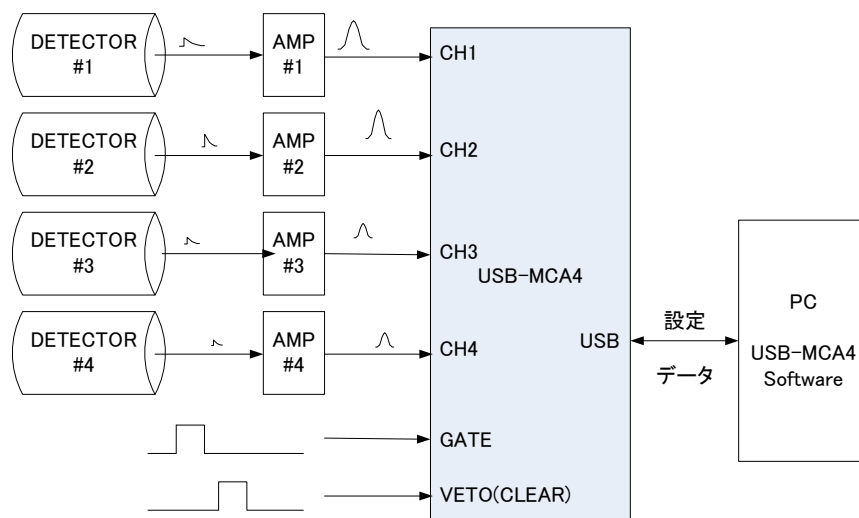 DETECTOR
#1
AMP
#1
CH1
DETECTOR
#2
AMP
#2
CH2
DETECTOR
#3
AMP
#3
CH3
USB-MCA4
DETECTOR
#4
AMP
#4
CH4
USB
設定
データ
PC
USB-MCA4
Software
GATE
VETO(CLEAR)